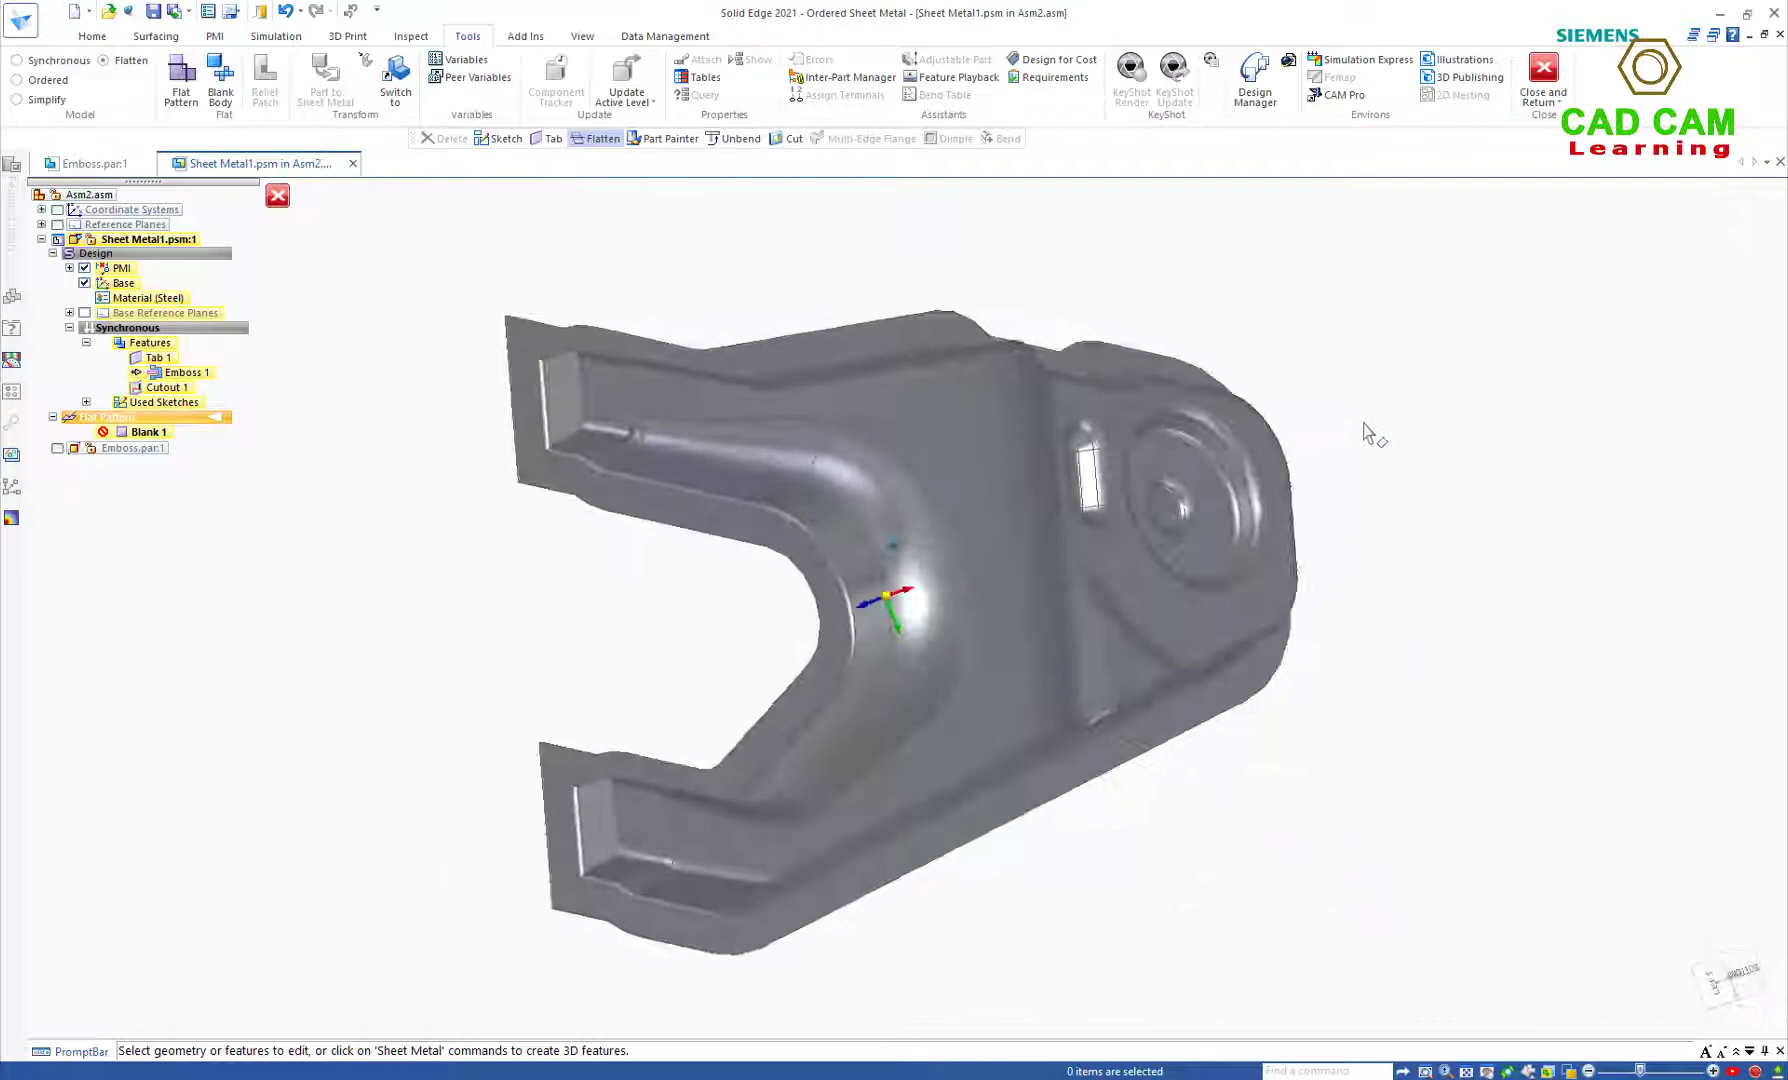 Solid Edge 2021 - Ordered Sheet Metal - [Sheet Metal1.psm in Asm2.asm]
Home Surfacing PMI Simulation 3D Print Inspect Tools Add Ins View Data Management
SIEMENS
CAD CAM
Learning
Synchronous Flatten
Ordered
Simplify
Model
Flat Pattern
Blank Body
Flat
Relief Patch
Part to Sheet Metal
Switch to
Transform
Variables
Peer Variables
Variables
Component Tracker
Update Active Level
Update
Attach Show
Tables
Query
Properties
Errors
Inter-Part Manager
Assign Terminals
Adjustable Part
Feature Playback
Bend Table
Design for Cost
Requirements
Assistants
KeyShot Render
KeyShot Update
KeyShot
Design Manager
Simulation Express
Femap
CAM Pro
Illustrations
3D Publishing
2D Nesting
Environs
Close and Return
Close
Delete Sketch Tab Flatten Part Painter Unbend Cut Multi-Edge Flange Dimple Bend
Emboss.par:1
Sheet Metal1.psm in Asm2....
Asm2.asm
Coordinate Systems
Reference Planes
Sheet Metal1.psm:1
Design
PMI
Base
Material (Steel)
Base Reference Planes
Synchronous
Features
Tab 1
Emboss 1
Cutout 1
Used Sketches
Flat Pattern
Blank 1
Emboss.par:1
PromptBar
Select geometry or features to edit, or click on 'Sheet Metal' commands to create 3D features.
0 items are selected
Find a command